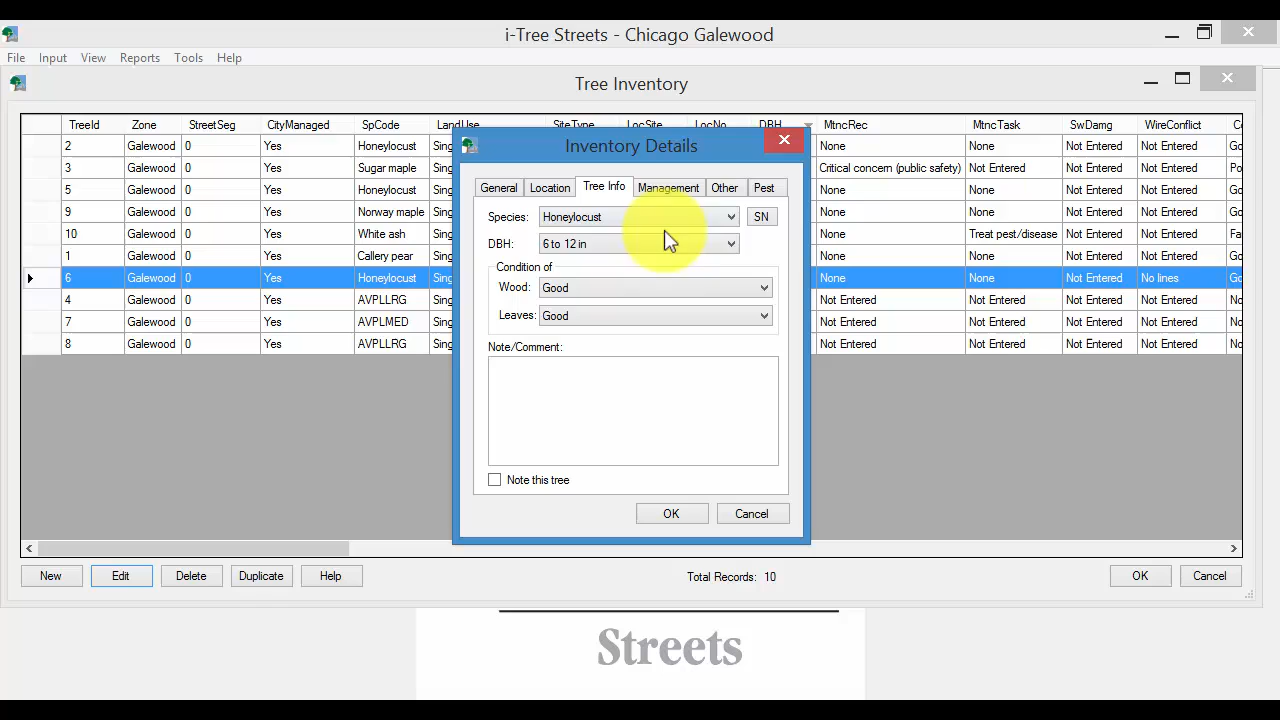 i-Tree Streets - Chicago Galewood
File Input View Reports Tools Help
Tree Inventory
TreeId Zone StreetSeg CityManaged SpCode LandUse SiteType LocSite LocNo DBH MtncRec MtncTask SwDamg WireConflict
2 Galewood 0 Yes Honeylocust None None Not Entered Not Entered
3 Galewood 0 Yes Sugar maple Critical concern (public safety) Not Entered Not Entered Not Entered
5 Galewood 0 Yes Honeylocust None None Not Entered Not Entered
9 Galewood 0 Yes Norway maple None None Not Entered Not Entered
10 Galewood 0 Yes White ash None Treat pest/disease Not Entered Not Entered
1 Galewood 0 Yes Callery pear None None Not Entered Not Entered
6 Galewood 0 Yes Honeylocust None None Not Entered No lines
4 Galewood 0 Yes AVPLLRG Not Entered Not Entered Not Entered Not Entered
7 Galewood 0 Yes AVPLMED Not Entered Not Entered Not Entered Not Entered
8 Galewood 0 Yes AVPLLRG Not Entered Not Entered Not Entered Not Entered
Inventory Details
General Location Tree Info Management Other Pest
Species: Honeylocust SN
DBH: 6 to 12 in
Condition of
Wood: Good
Leaves: Good
Note/Comment:
Note this tree
OK Cancel
New Edit Delete Duplicate Help Total Records: 10 OK Cancel
Streets